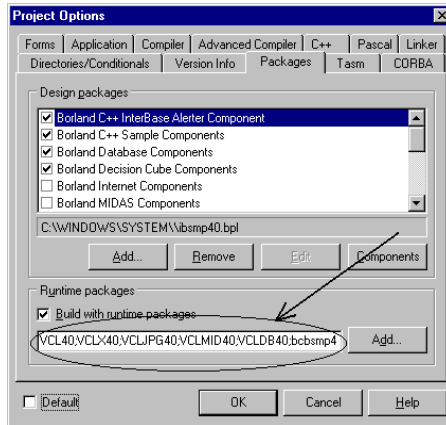 Project Options
Forms Application Compiler Advanced Compiler C++ Pascal Linker
Directories/Conditionals Version Info Packages Tasm CORBA
Design packages
Borland C++ InterBase Alerter Component
Borland C++ Sample Components
Borland Database Components
Borland Decision Cube Components
Borland Internet Components
Borland MIDAS Components
C:\WINDOWS\SYSTEM\\ibsmp40.bpl
Add... Remove Edit Components
Runtime packages
Build with runtime packages
VCL40;VCLX40;VCLJPG40;VCLMID40;VCLDB40;bcbsmp4
Add...
Default OK Cancel Help